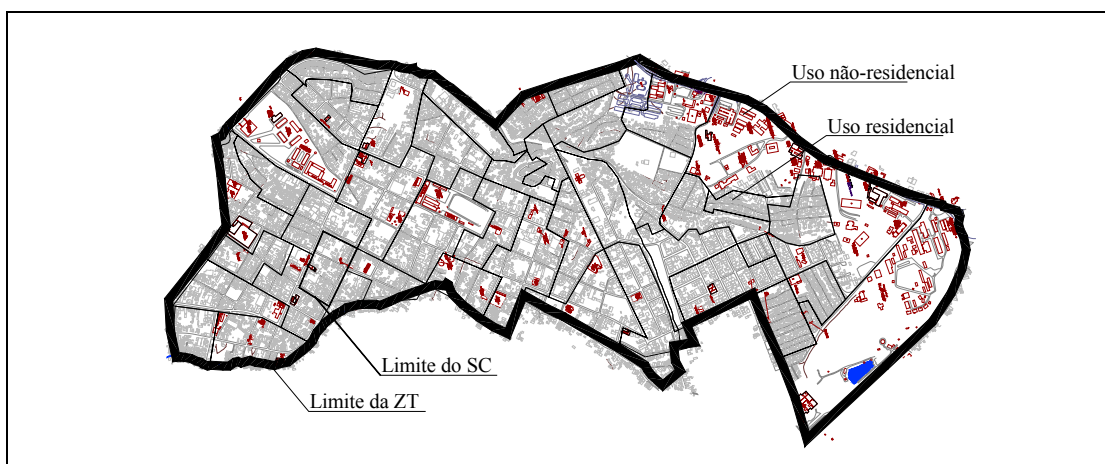 Uso não-residencial
Uso residencial
Limite do SC
Limite da ZT